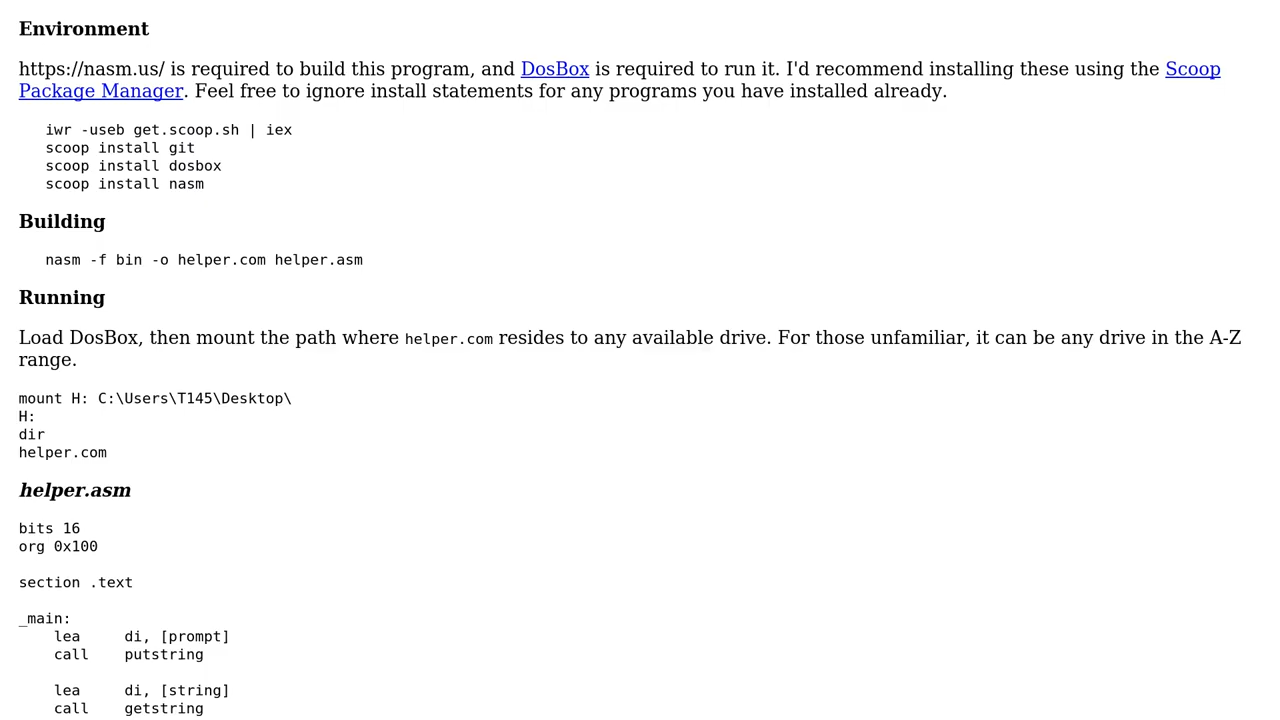 Environment
https://nasm.us/ is required to build this program, and DosBox is required to run it. I'd recommend installing these using the Scoop
Package Manager. Feel free to ignore install statements for any programs you have installed already.
iwr -useb get.scoop.sh | iex
scoop install git
scoop install dosbox
scoop install nasm
Building
nasm -f bin -o helper.com helper.asm
Running
Load DosBox, then mount the path where helper.com resides to any available drive. For those unfamiliar, it can be any drive in the A-Z
range.
mount H: C:\Users\T145\Desktop\
H:
dir
helper.com
helper.asm
bits 16
org 0x100
section .text
_main:
lea     di, [prompt]
call    putstring
lea     di, [string]
call    getstring